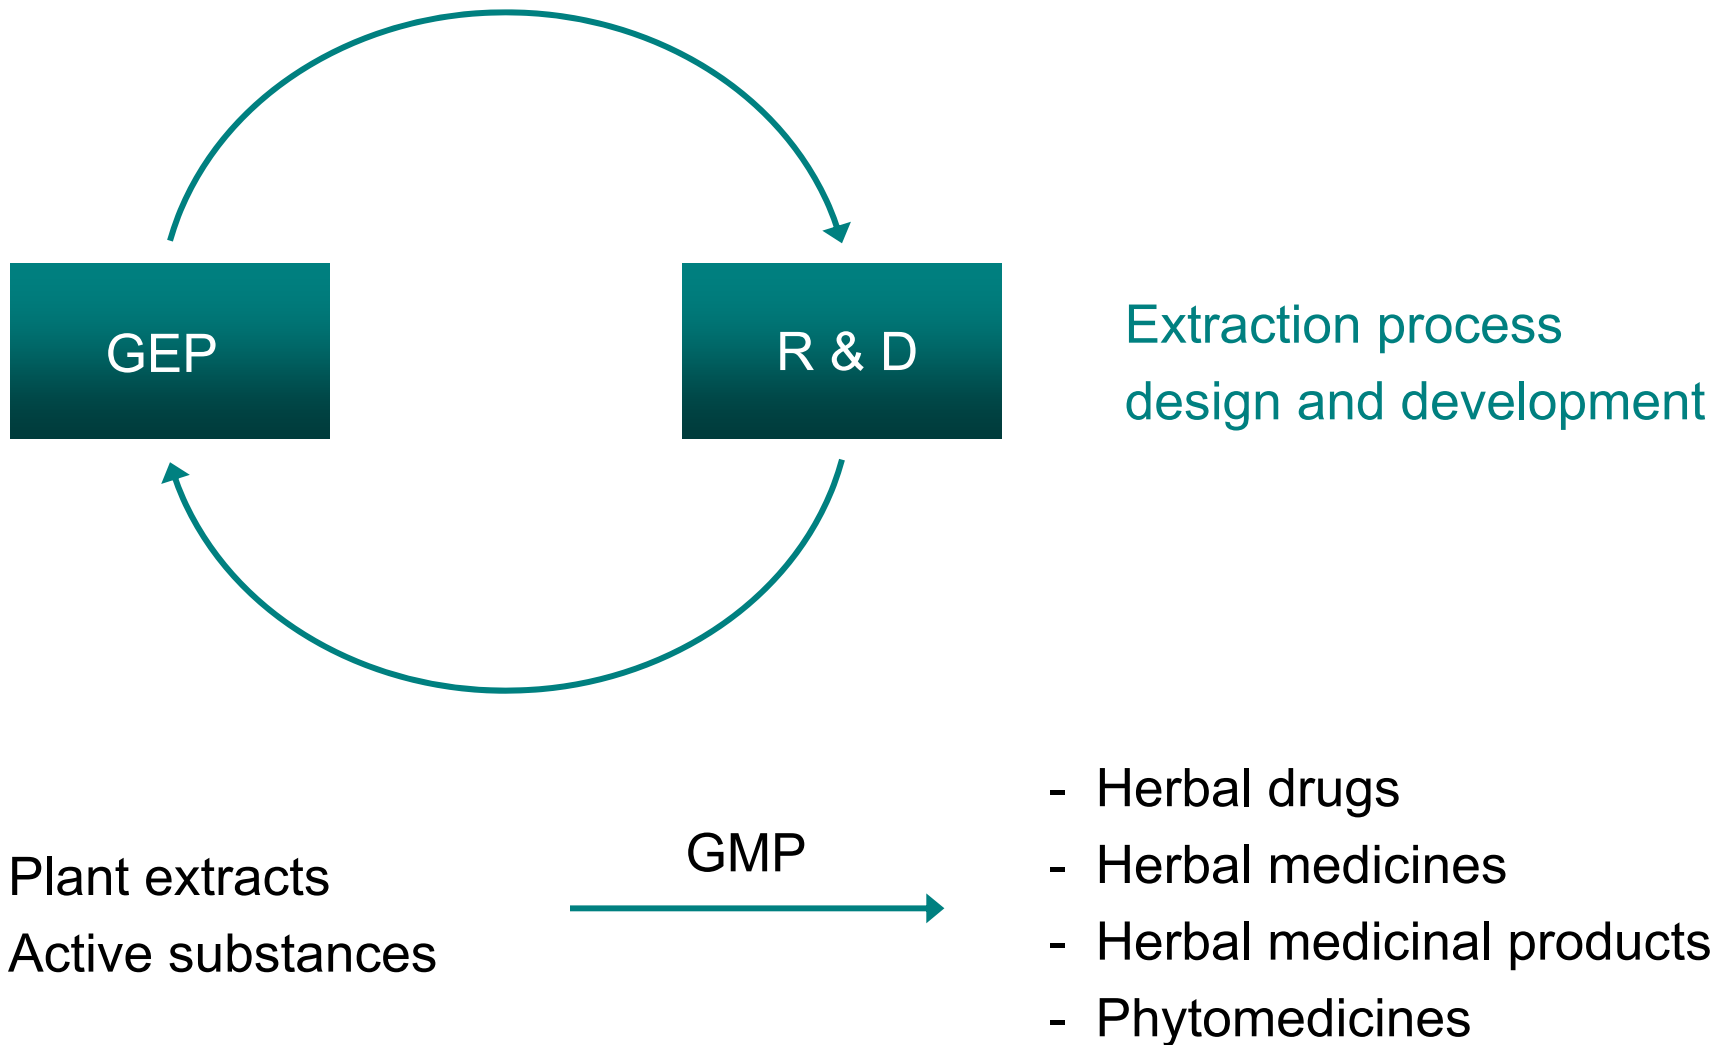 GEP
R & D
Extraction process
design and development
Plant extracts
Active substances
GMP
- Herbal drugs
- Herbal medicines
- Herbal medicinal products
- Phytomedicines